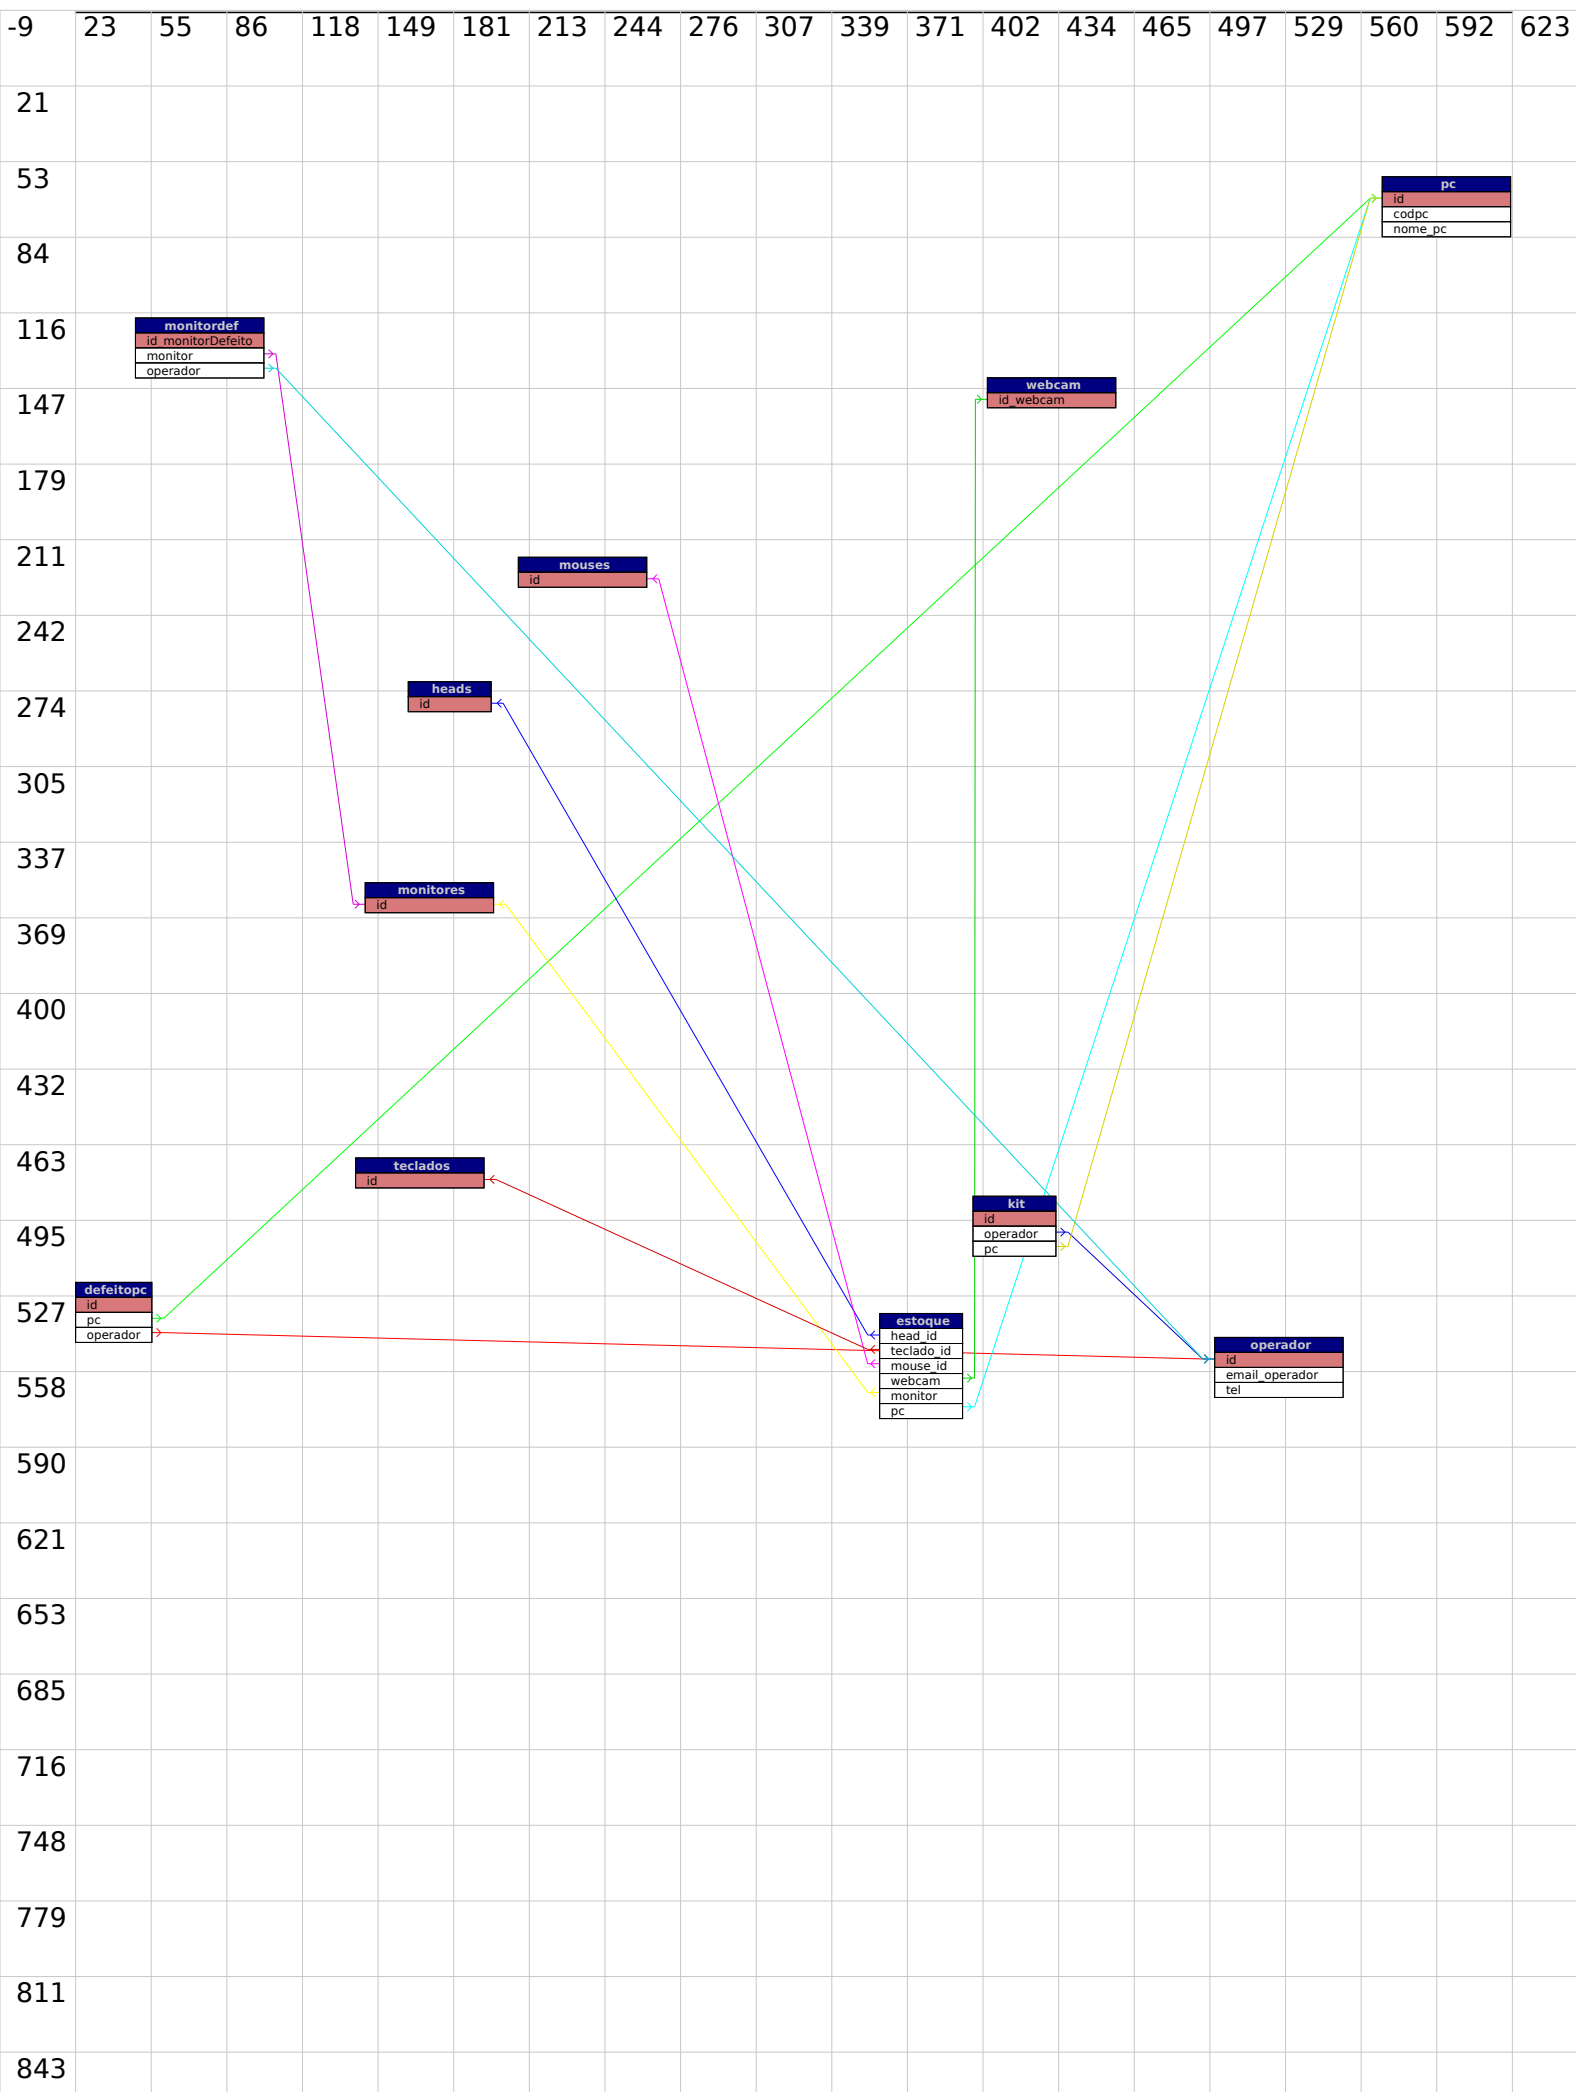 -9 23 55 86 118 149 181 213 244 276 307 339 371 402 434 465 497 529 560 592 623
21
53
pc
id
codpc
nome_pc
84
116
monitordef
id_monitorDefeito
monitor
operador
147
webcam
id_webcam
179
211
mouses
id
242
274
heads
id
305
337
monitores
id
369
400
432
463
teclados
id
495
kit
id
operador
pc
527
defeitopc
id
pc
operador
estoque
head_id
teclado_id
mouse_id
webcam
monitor
pc
operador
id
email_operador
tel
558
590
621
653
685
716
748
779
811
843